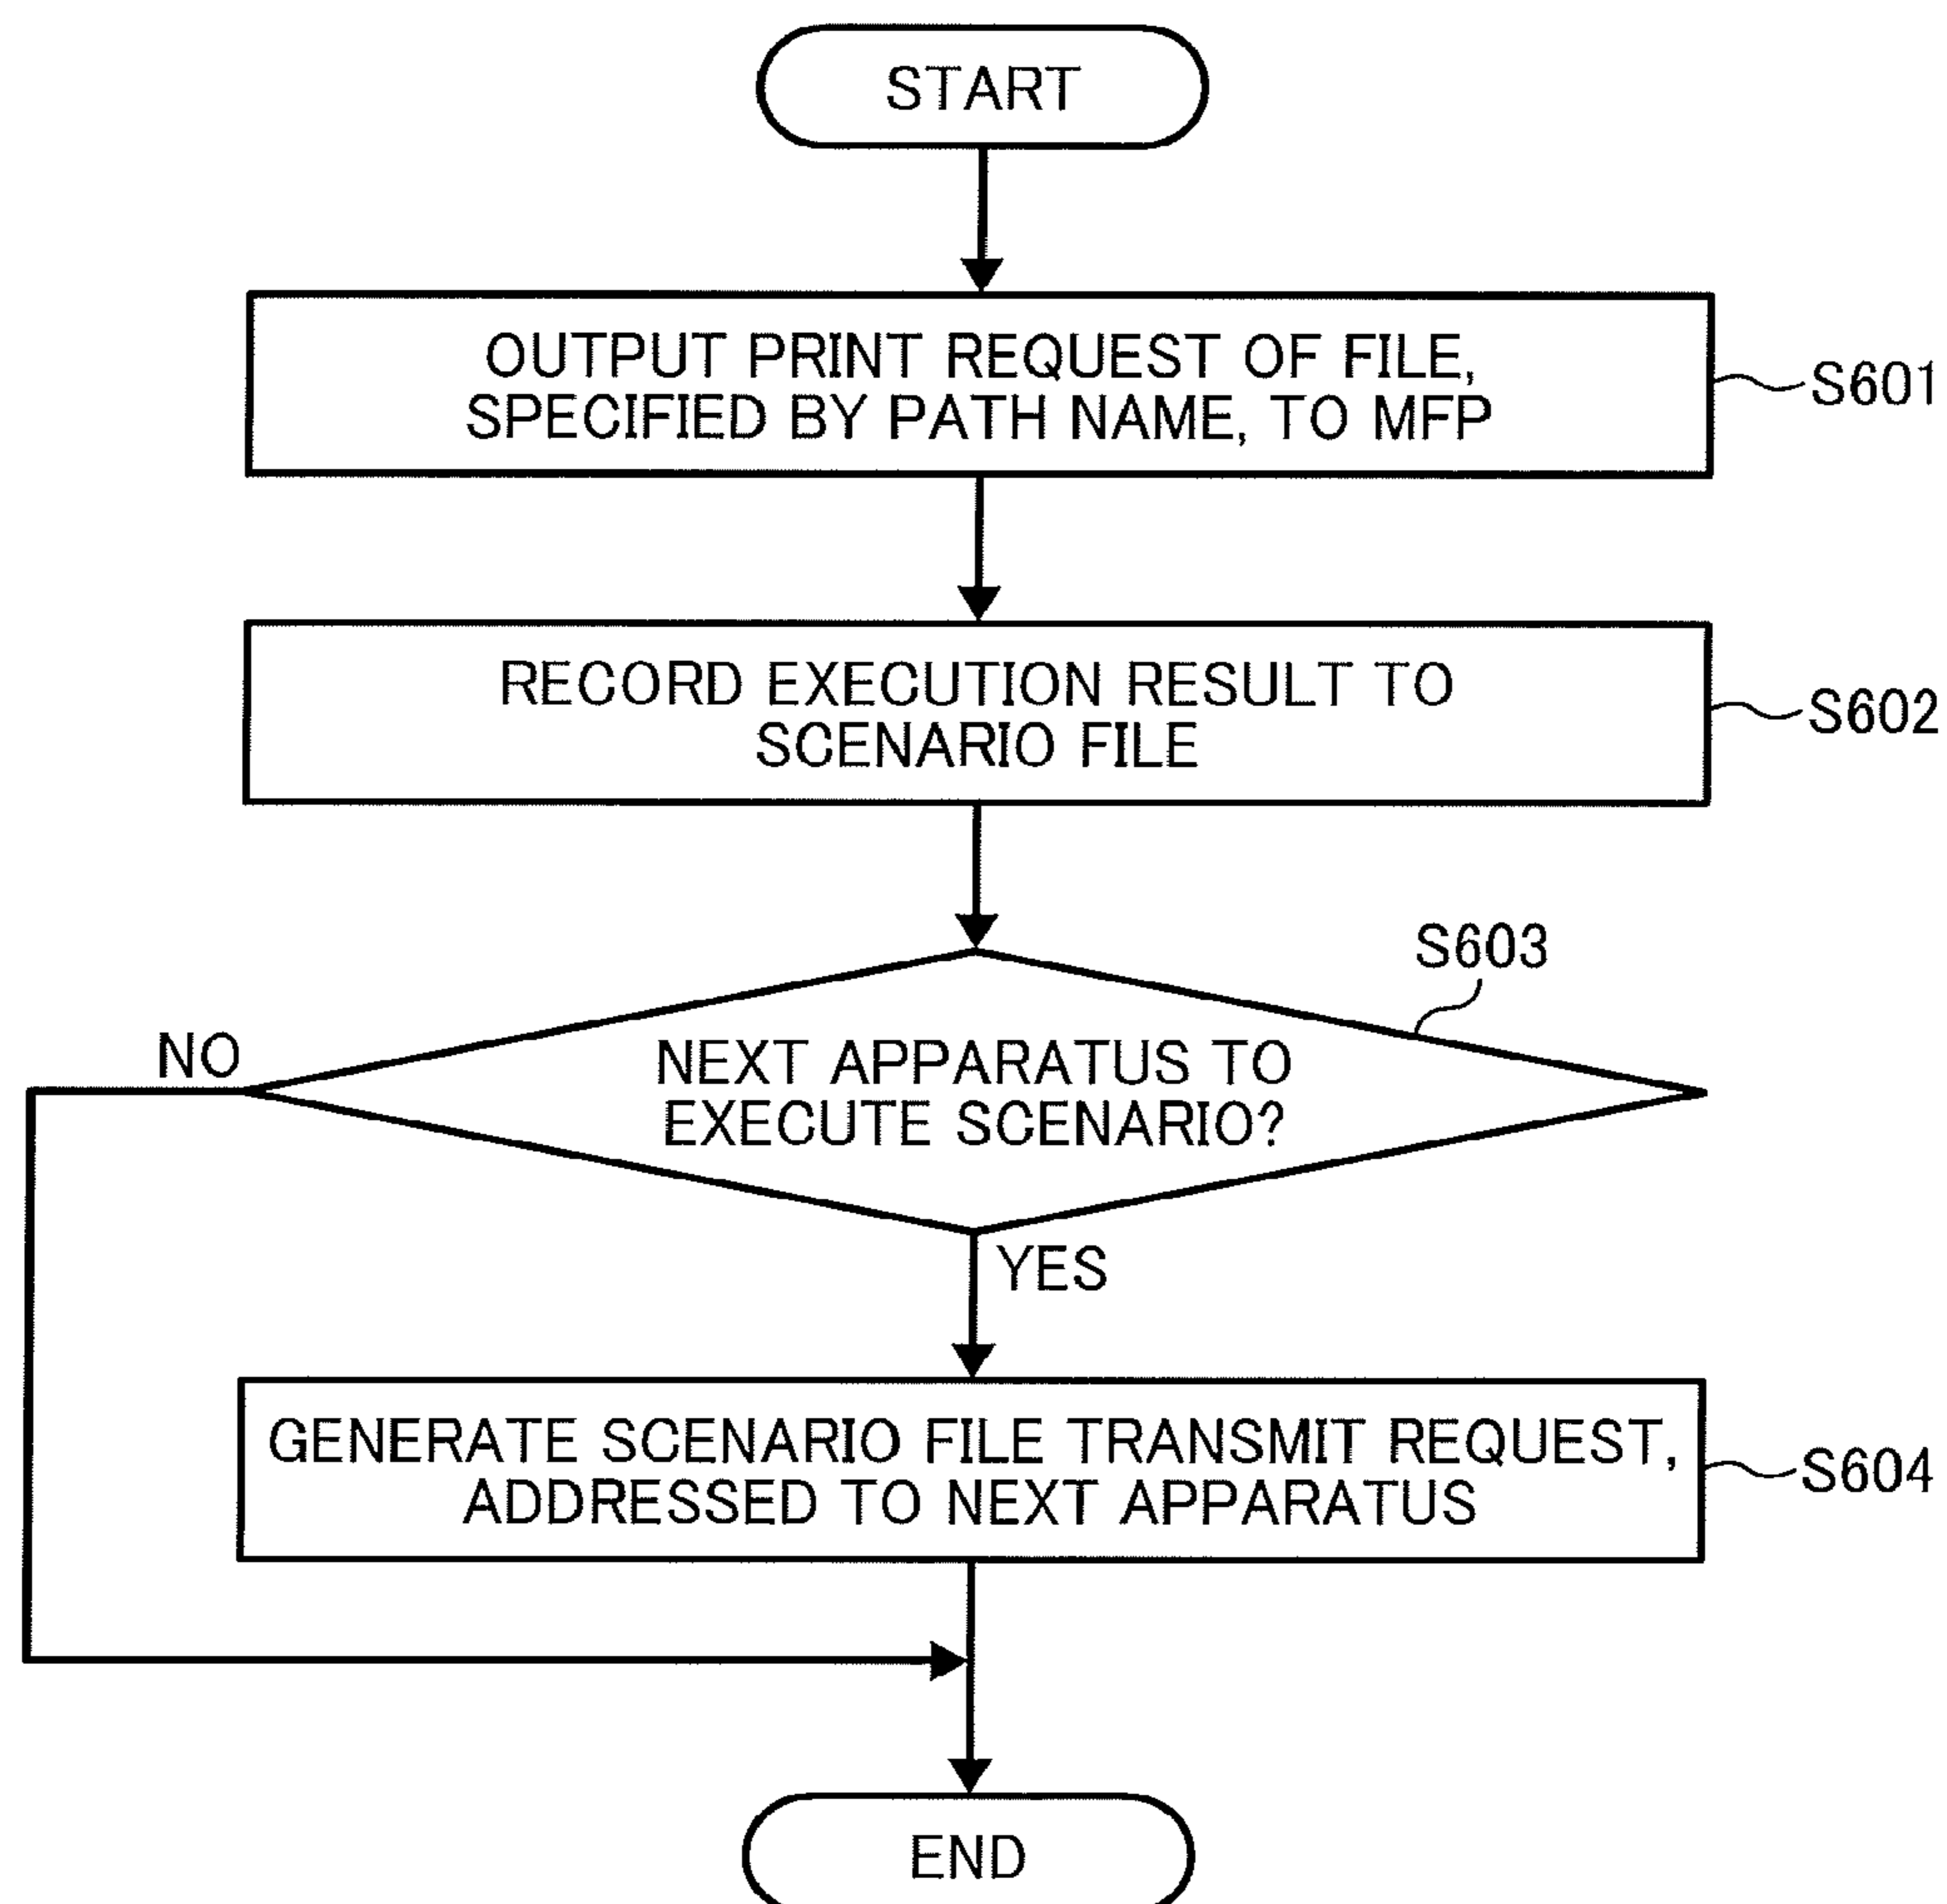 START
OUTPUT PRINT REQUEST OF FILE,
SPECIFIED BY PATH NAME, TO MFP
S601
RECORD EXECUTION RESULT TO
SCENARIO FILE
S602
S603
NO
NEXT APPARATUS TO
EXECUTE SCENARIO?
YES
GENERATE SCENARIO FILE TRANSMIT REQUEST,
ADDRESSED TO NEXT APPARATUS
S604
END